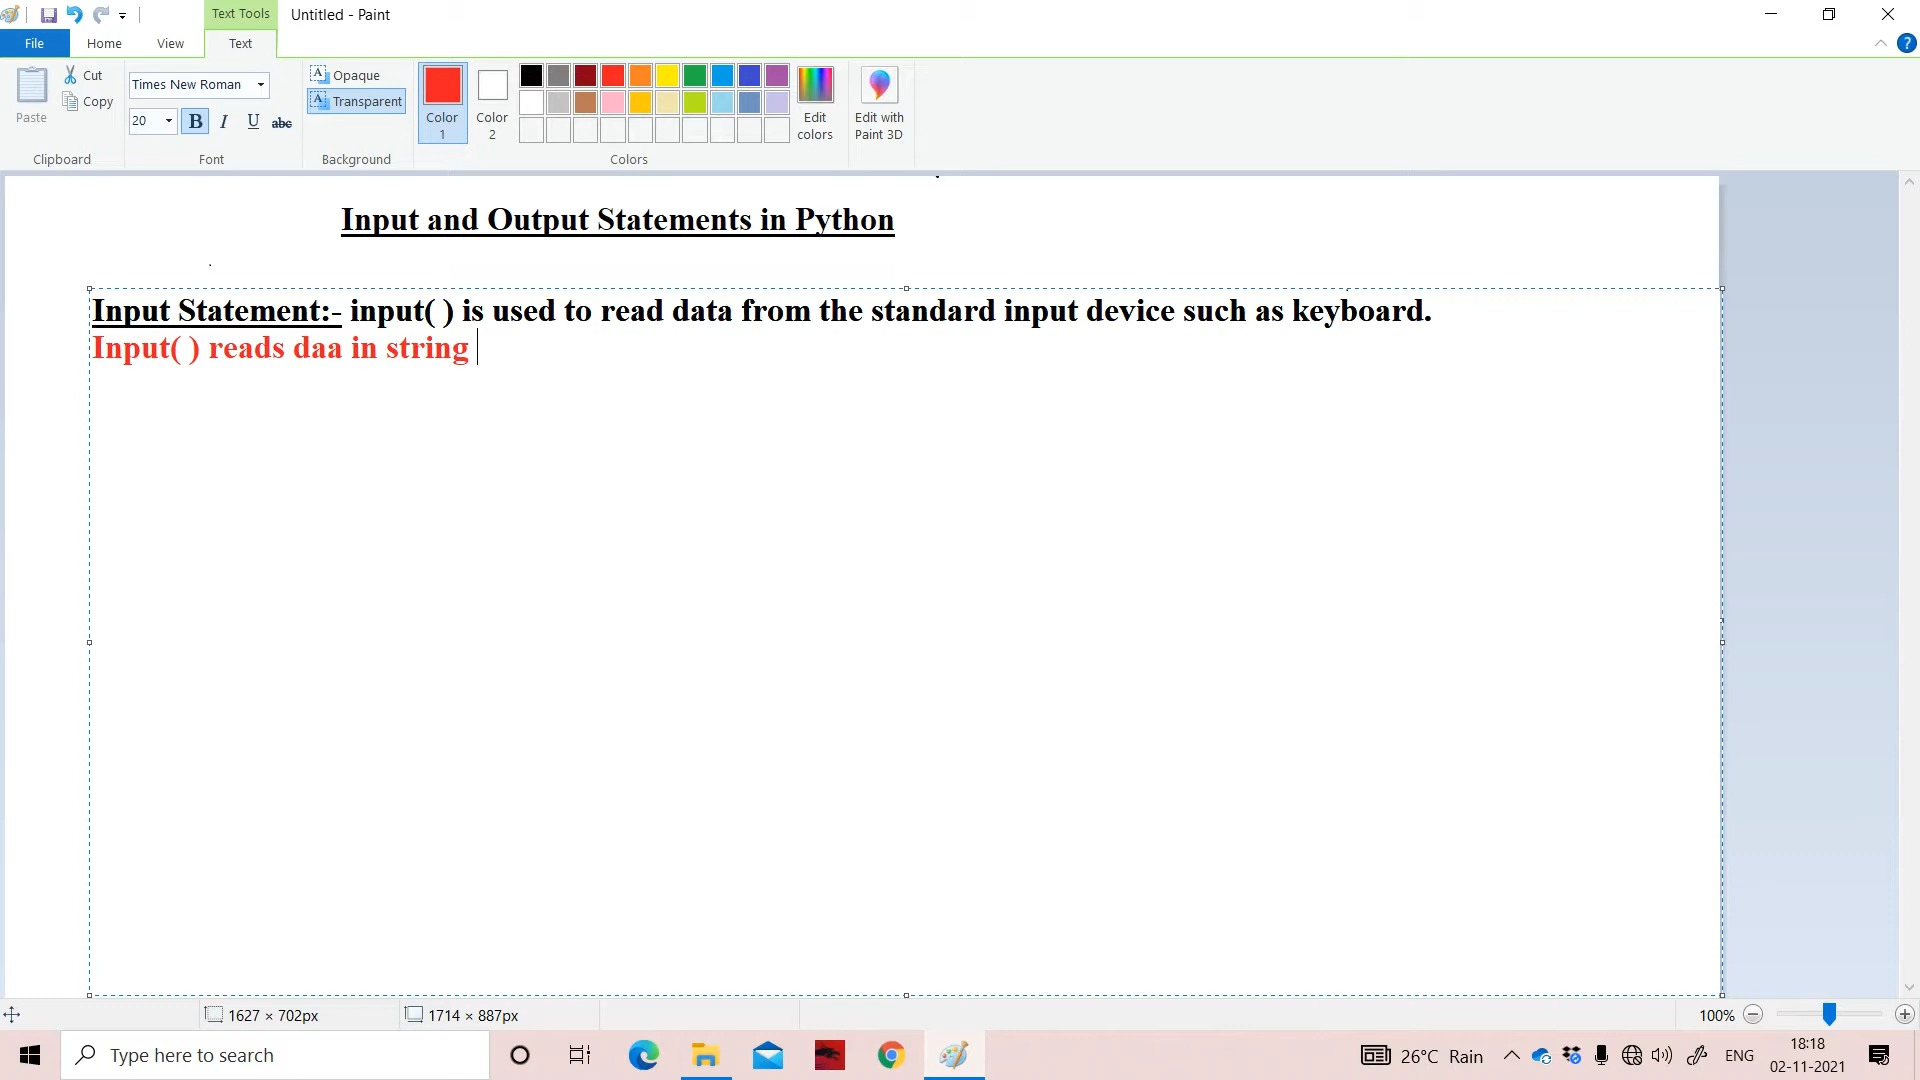 Text Tools
Untitled - Paint
File
Home
View
Text
Paste
Cut
Copy
Clipboard
Times New Roman
20
B I U abc
Font
Opaque
Transparent
Background
Color 1
Color 2
Edit colors
Colors
Edit with Paint 3D
Input and Output Statements in Python
Input Statement:- input( ) is used to read data from the standard input device such as keyboard.
Input( ) reads daa in string
1627 × 702px
1714 × 887px
100%
Type here to search
26°C Rain
ENG
18:18
02-11-2021